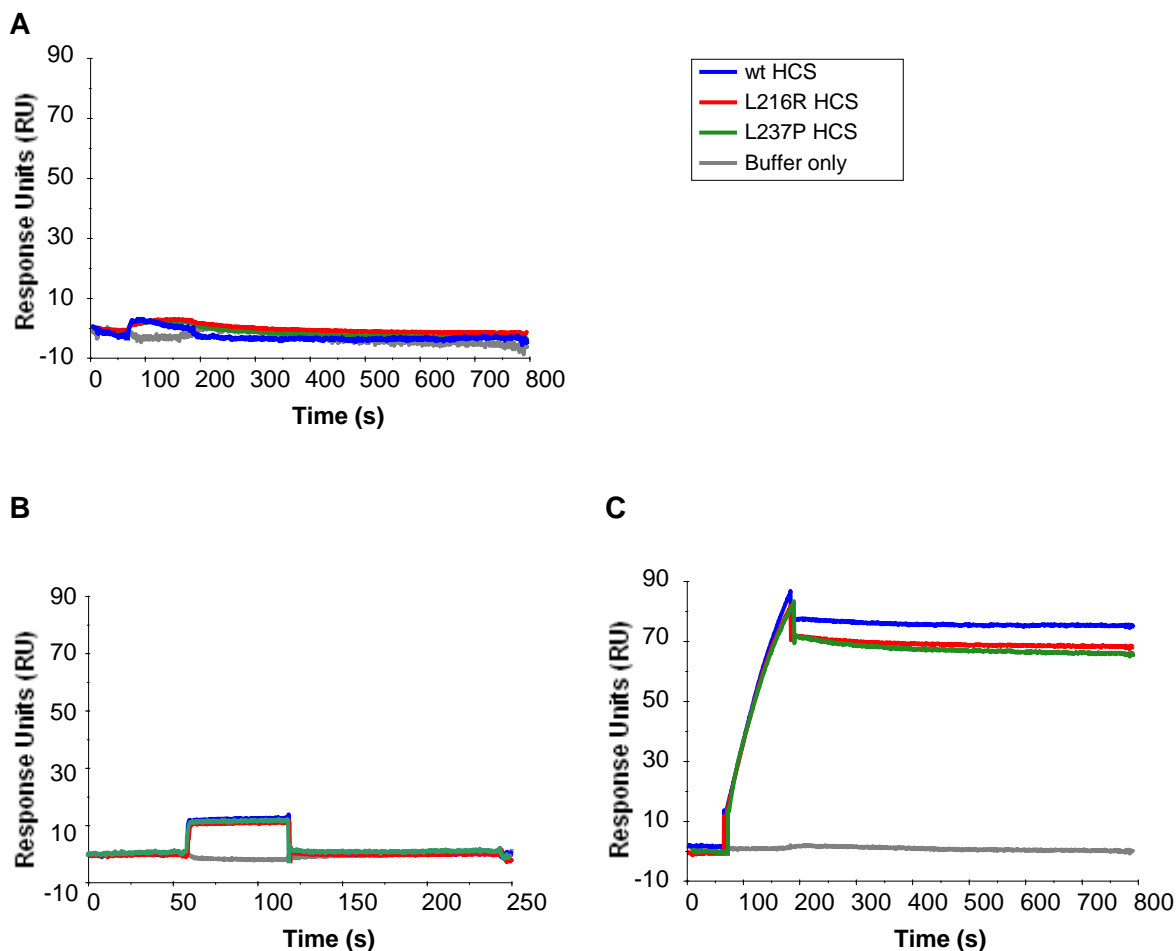 A
90
70
50
30
10
-10
Response Units (RU)
0 100 200 300 400 500 600 700 800
Time (s)
wt HCS
L216R HCS
L237P HCS
Buffer only
B
90
70
50
30
10
-10
Response Units (RU)
0 50 100 150 200 250
Time (s)
C
90
70
50
30
10
-10
Response Units (RU)
0 100 200 300 400 500 600 700 800
Time (s)